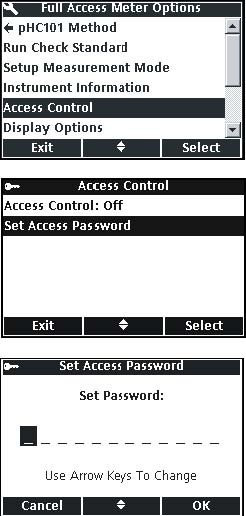 Full Access Meter Options
← pHC101 Method
Run Check Standard
Setup Measurement Mode
Instrument Information
Access Control
Display Options
Exit Select
Access Control
Access Control: Off
Set Access Password
Exit Select
Set Access Password
Set Password:
_ _ _ _ _ _ _ _ _ _
Use Arrow Keys To Change
Cancel OK